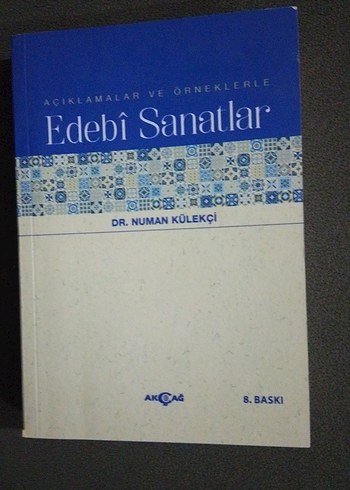 AÇIKLAMALAR VE ÖRNEKLERLE
Edebî Sanatlar
DR. NUMAN KÜLEKÇİ
AKÇAĞ
8. BASKI